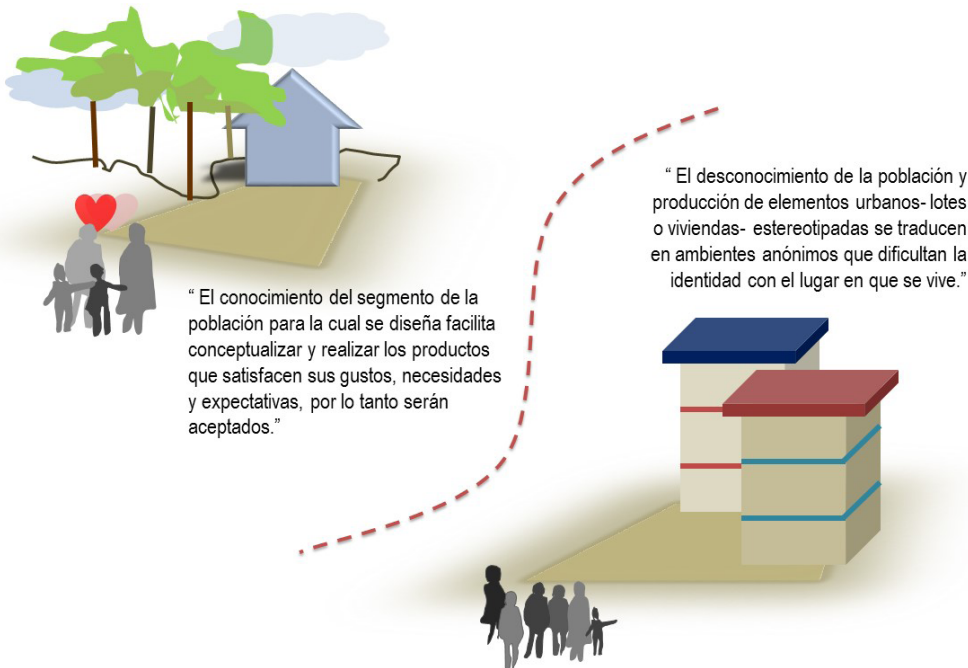 “ El conocimiento del segmento de la
población para la cual se diseña facilita
conceptualizar y realizar los productos
que satisfacen sus gustos, necesidades
y expectativas, por lo tanto serán
aceptados.”
“ El desconocimiento de la población y
producción de elementos urbanos- lotes
o viviendas- estereotipadas se traducen
en ambientes anónimos que dificultan la
identidad con el lugar en que se vive.”